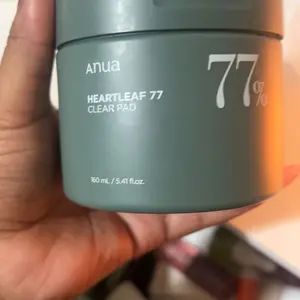 Anua
77%
HEARTLEAF 77
CLEAR PAD
160 mL / 5.41 fl.oz.